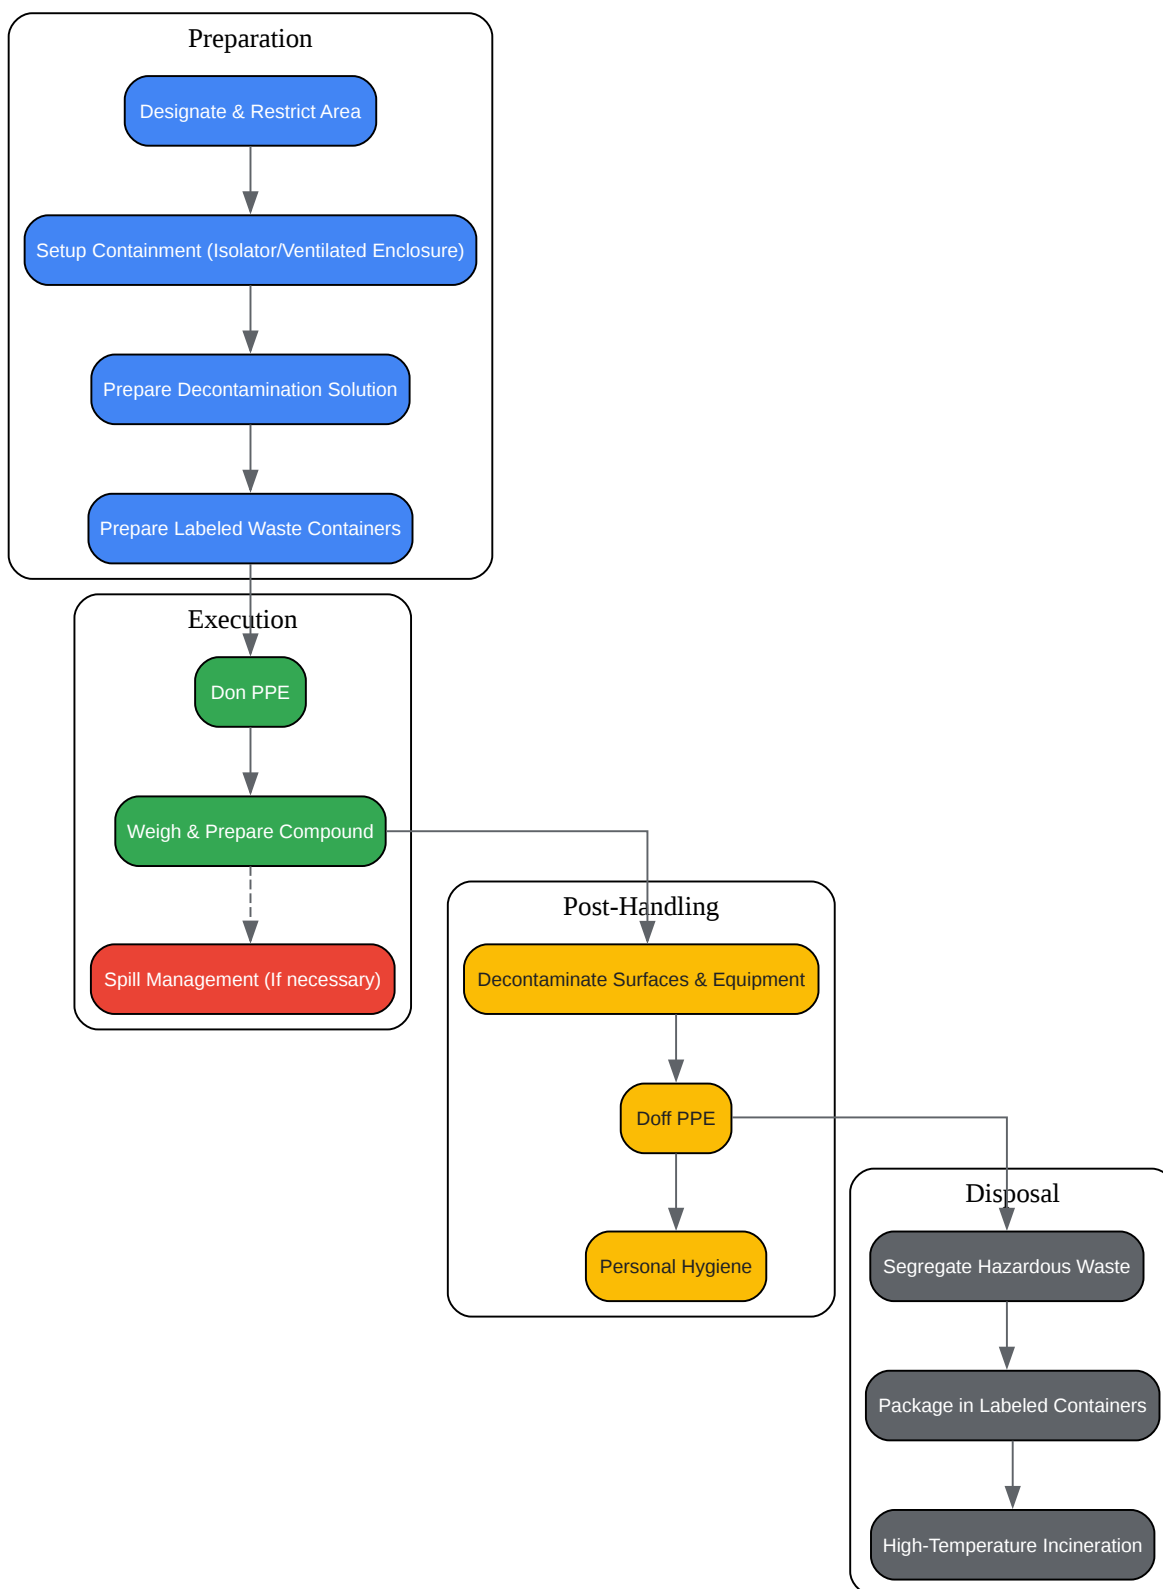 Preparation
Designate & Restrict Area
Setup Containment (Isolator/Ventilated Enclosure)
Prepare Decontamination Solution
Prepare Labeled Waste Containers
Execution
Don PPE
Weigh & Prepare Compound
Spill Management (If necessary)
Post-Handling
Decontaminate Surfaces & Equipment
Doff PPE
Personal Hygiene
Disposal
Segregate Hazardous Waste
Package in Labeled Containers
High-Temperature Incineration